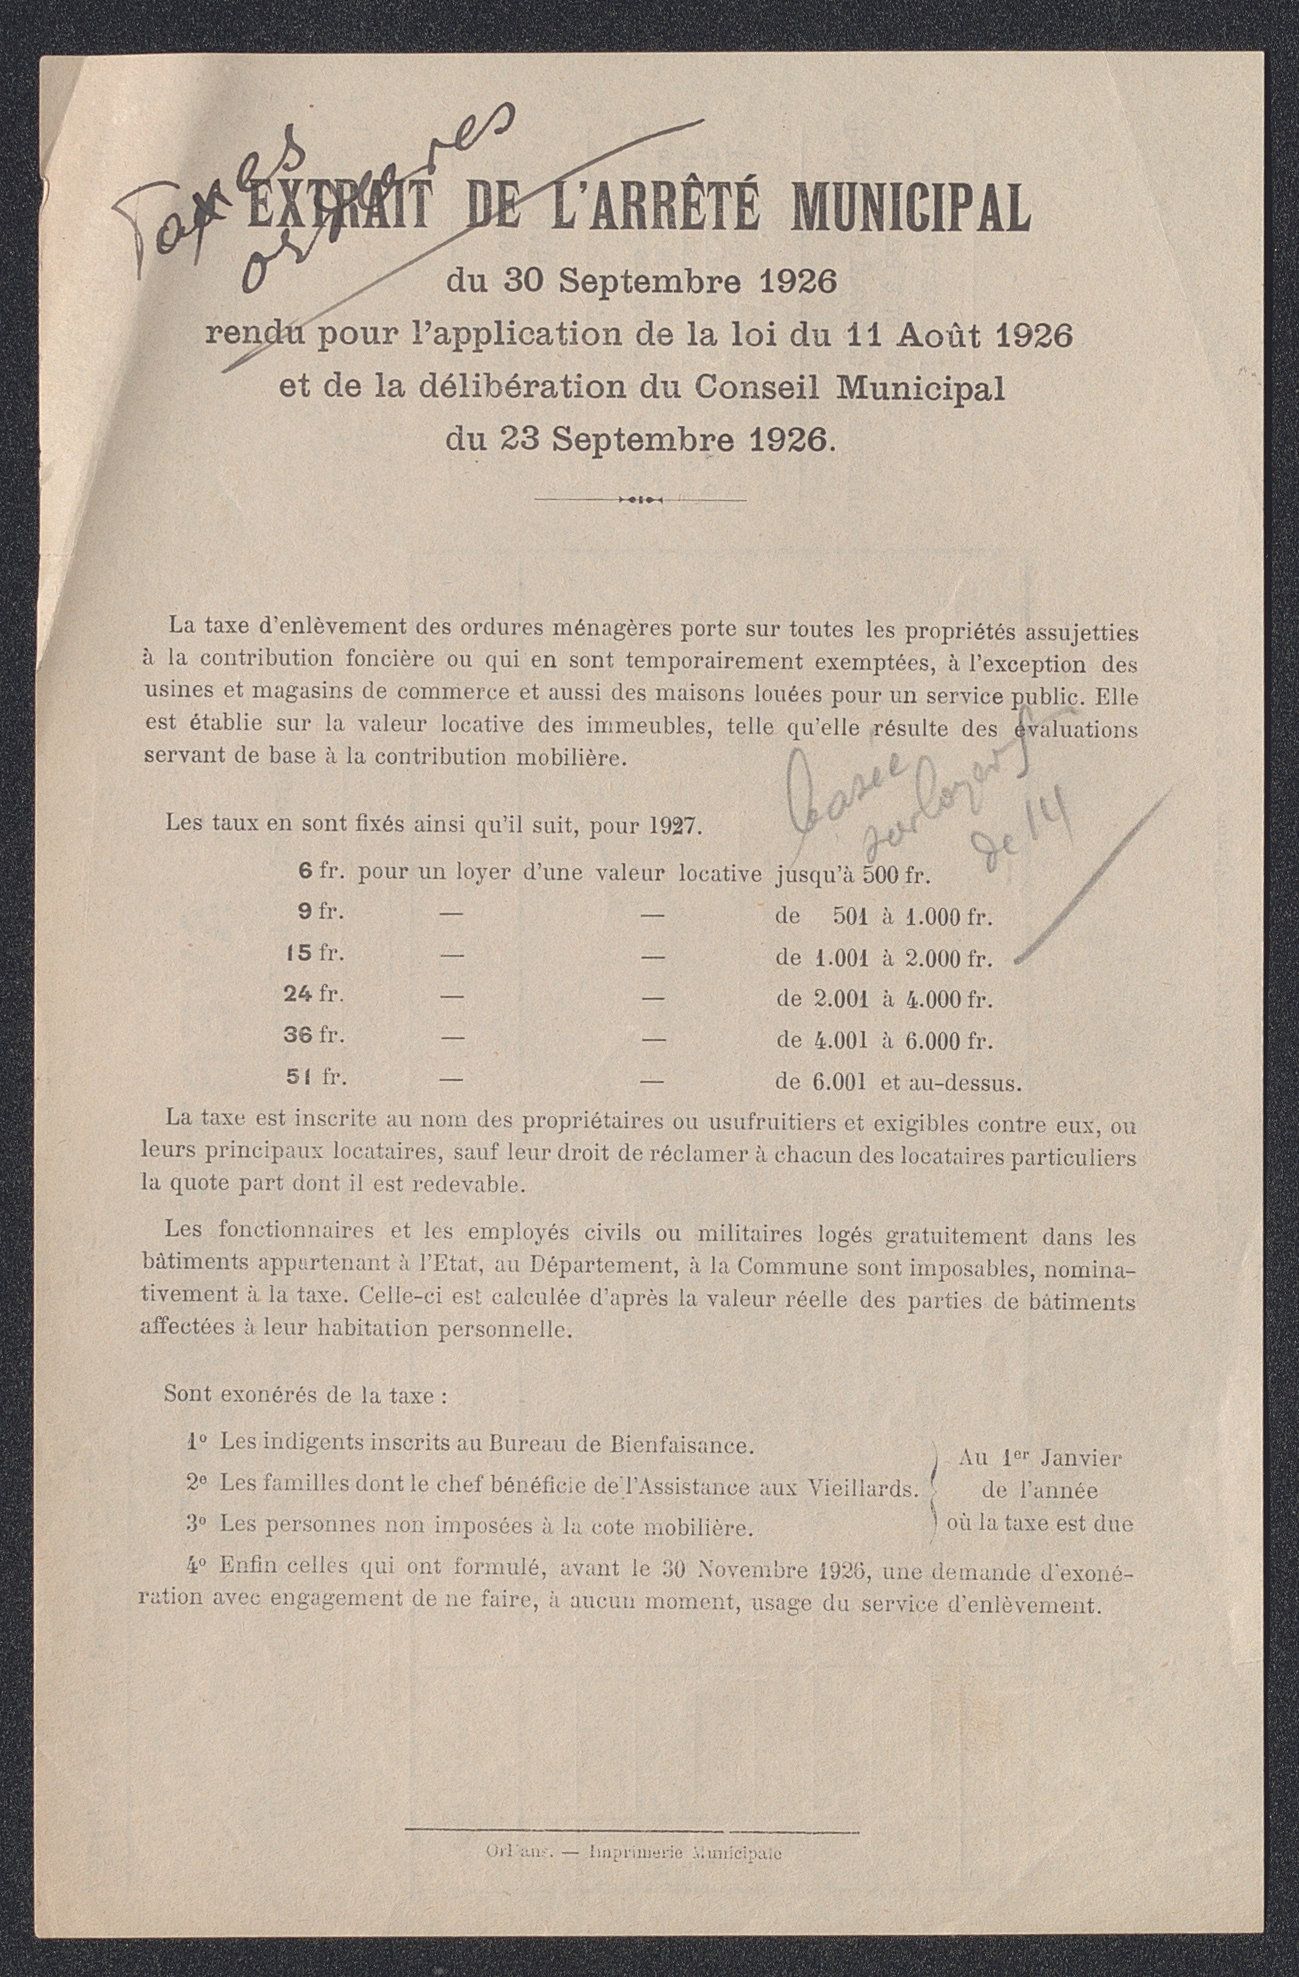 Taxes
ordures
EXTRAIT DE L'ARRÊTÉ MUNICIPAL
du 30 Septembre 1926
rendu pour l'application de la loi du 11 Août 1926
et de la délibération du Conseil Municipal
du 23 Septembre 1926.
La taxe d'enlèvement des ordures ménagères porte sur toutes les propriétés assujetties
à la contribution foncière ou qui en sont temporairement exemptées, à l'exception des
usines et magasins de commerce et aussi des maisons louées pour un service public. Elle
est établie sur la valeur locative des immeubles, telle qu'elle résulte des évaluations
servant de base à la contribution mobilière.
basée
sur loyers
de 14
Les taux en sont fixés ainsi qu'il suit, pour 1927.
6 fr. pour un loyer d'une valeur locative jusqu'à 500 fr.
9 fr. — — de 501 à 1.000 fr.
15 fr. — — de 1.001 à 2.000 fr.
24 fr. — — de 2.001 à 4.000 fr.
36 fr. — — de 4.001 à 6.000 fr.
51 fr. — — de 6.001 et au-dessus.
La taxe est inscrite au nom des propriétaires ou usufruitiers et exigibles contre eux, ou
leurs principaux locataires, sauf leur droit de réclamer à chacun des locataires particuliers
la quote part dont il est redevable.
Les fonctionnaires et les employés civils ou militaires logés gratuitement dans les
bâtiments appartenant à l'Etat, au Département, à la Commune sont imposables, nomina-
tivement à la taxe. Celle-ci est calculée d'après la valeur réelle des parties de bâtiments
affectées à leur habitation personnelle.
Sont exonérés de la taxe :
1º Les indigents inscrits au Bureau de Bienfaisance.
2º Les familles dont le chef bénéficie de l'Assistance aux Vieillards.
3º Les personnes non imposées à la cote mobilière.
Au 1er Janvier
de l'année
où la taxe est due
4º Enfin celles qui ont formulé, avant le 30 Novembre 1926, une demande d'exoné-
ration avec engagement de ne faire, à aucun moment, usage du service d'enlèvement.
Orléans. — Imprimerie Municipale